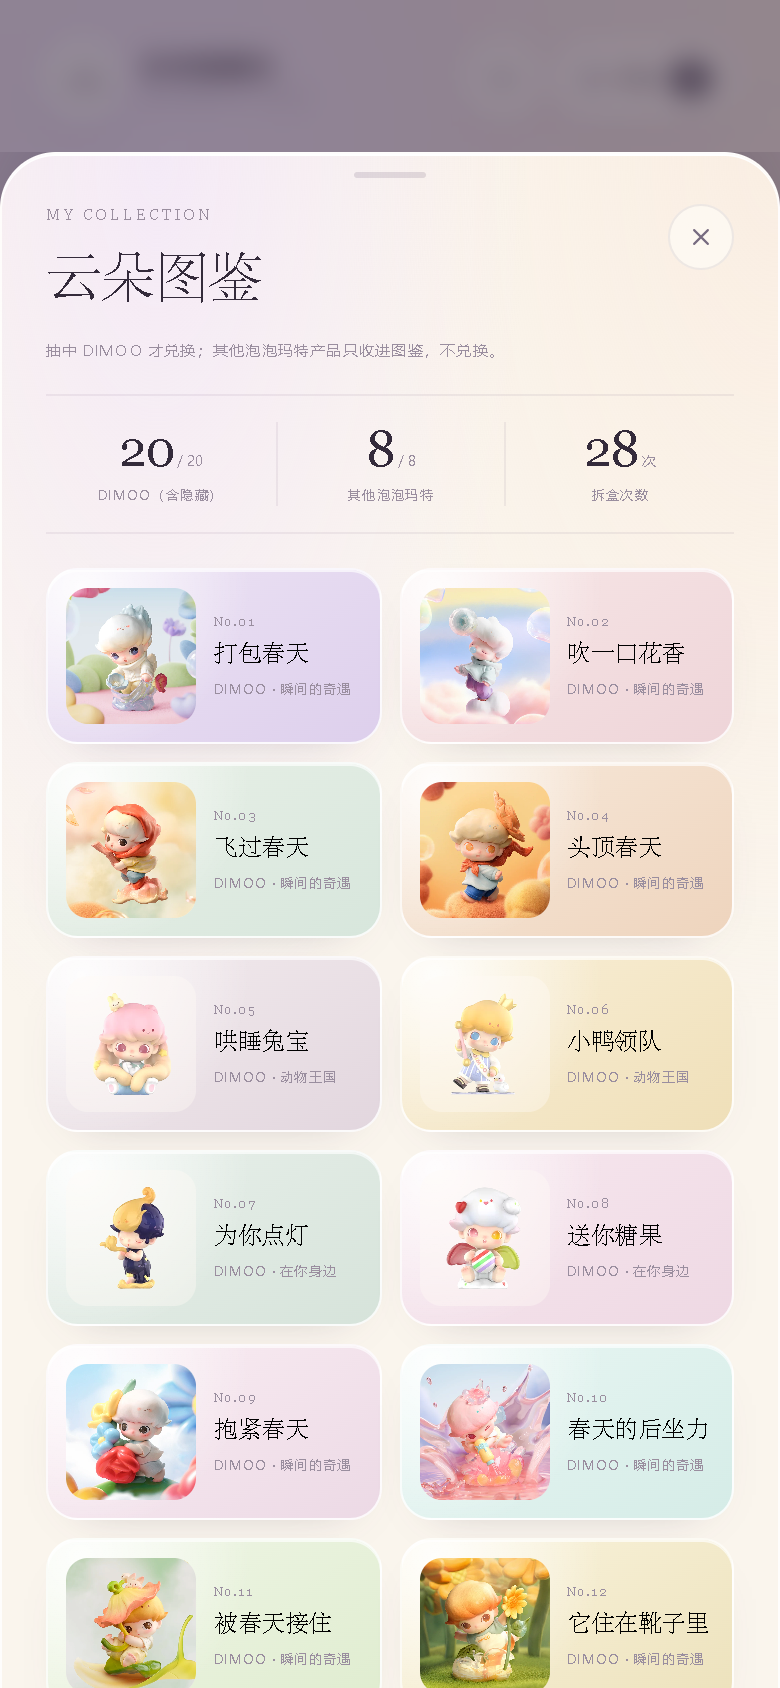 MY COLLECTION
云朵图鉴
抽中 DIMOO 才兑换；其他泡泡玛特产品只收进图鉴，不兑换。
20 / 20
DIMOO（含隐藏）
8 / 8
其他泡泡玛特
28 次
拆盒次数
No.01
打包春天
DIMOO · 瞬间的奇遇
No.02
吹一口花香
DIMOO · 瞬间的奇遇
No.03
飞过春天
DIMOO · 瞬间的奇遇
No.04
头顶春天
DIMOO · 瞬间的奇遇
No.05
哄睡兔宝
DIMOO · 动物王国
No.06
小鸭领队
DIMOO · 动物王国
No.07
为你点灯
DIMOO · 在你身边
No.08
送你糖果
DIMOO · 在你身边
No.09
抱紧春天
DIMOO · 瞬间的奇遇
No.10
春天的后坐力
DIMOO · 瞬间的奇遇
No.11
被春天接住
DIMOO · 瞬间的奇遇
No.12
它住在靴子里
DIMOO · 瞬间的奇遇